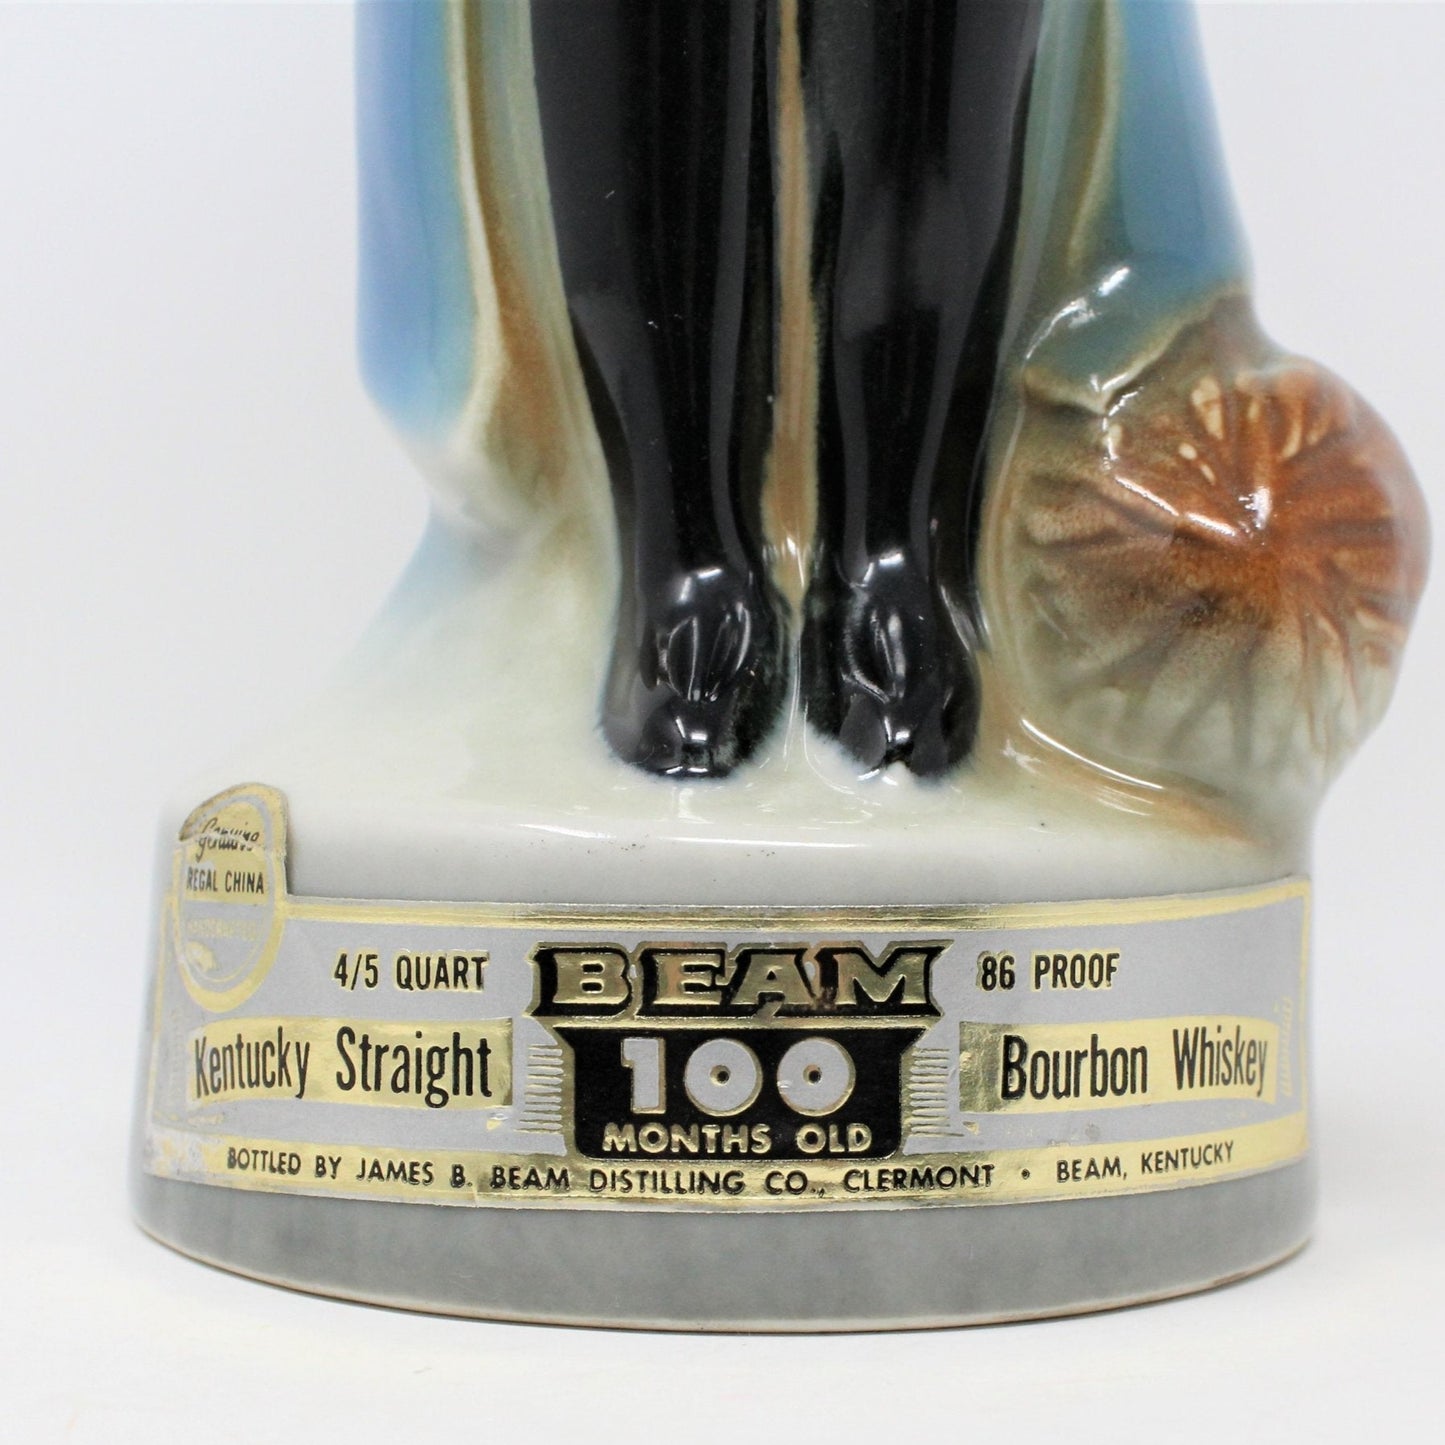 Genuine
REGAL CHINA
4/5 QUART
BEAM
86 PROOF
Kentucky Straight
100
Bourbon Whiskey
MONTHS OLD
BOTTLED BY JAMES B. BEAM DISTILLING CO., CLERMONT • BEAM, KENTUCKY